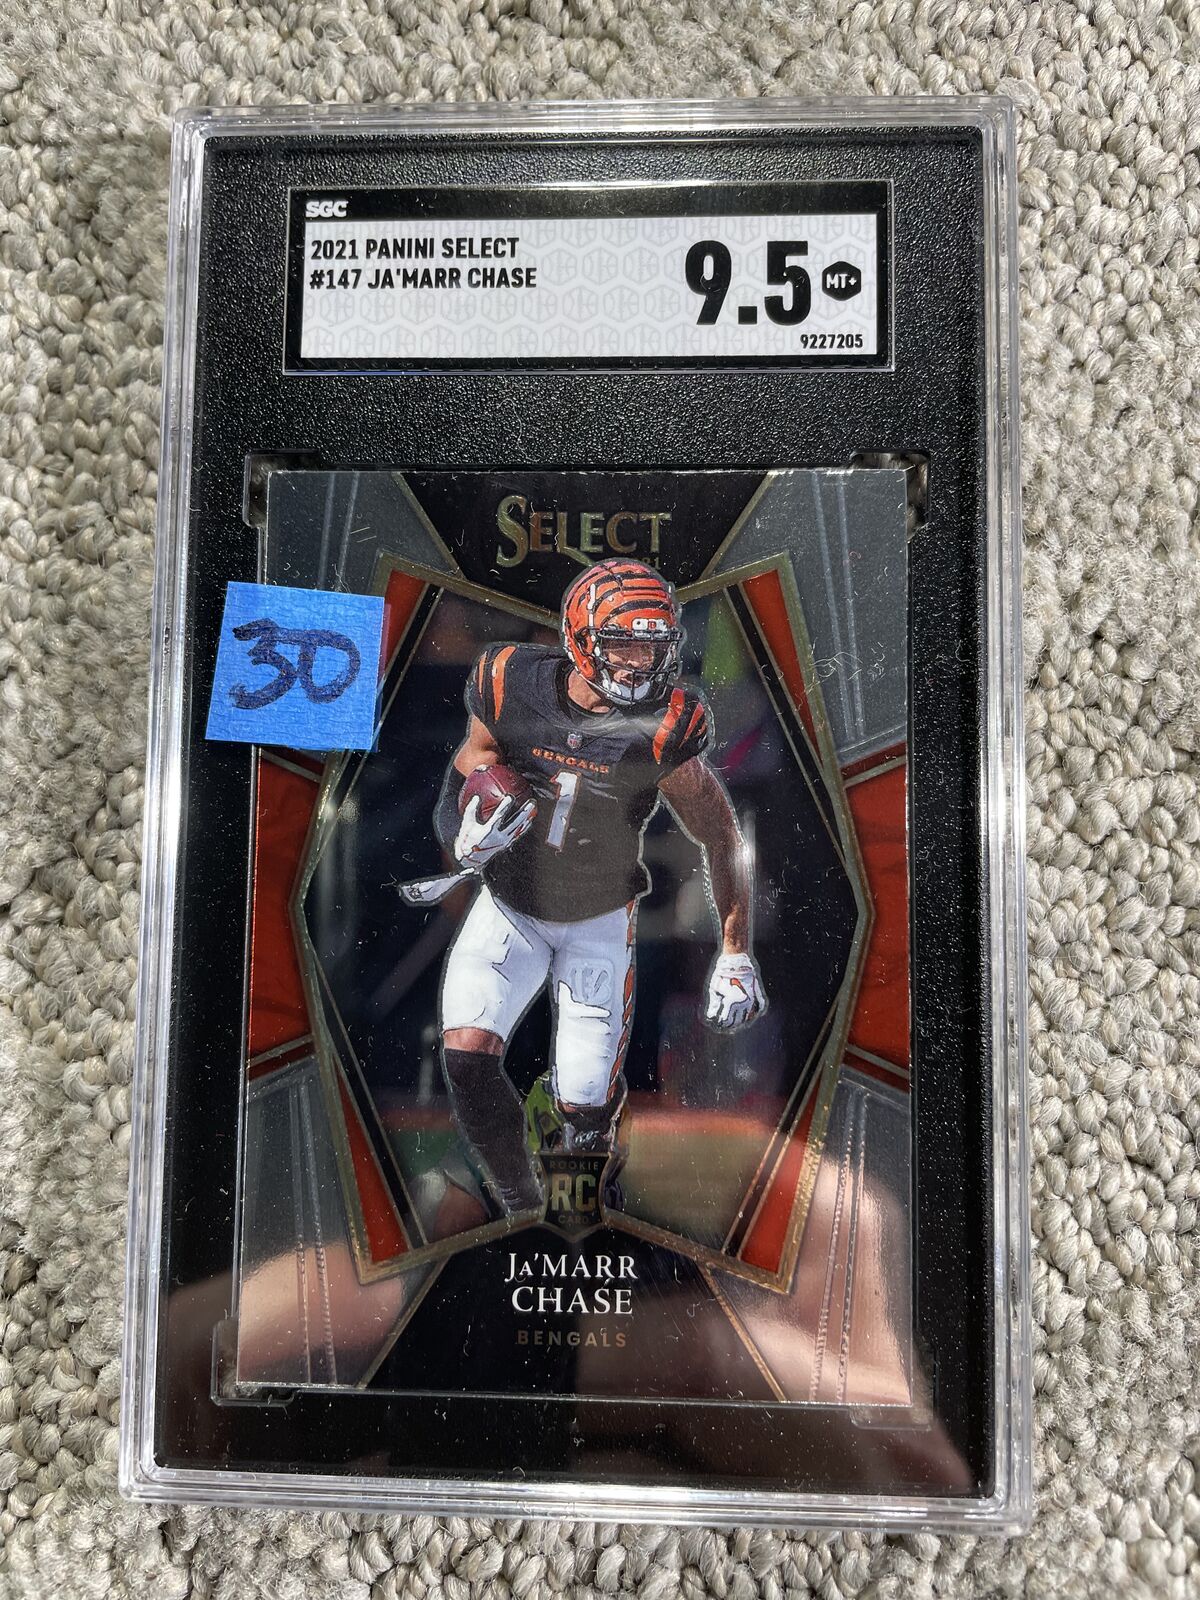 SGC
2021 PANINI SELECT
#147 JA'MARR CHASE
9.5
MT+
9227205
SELECT
30
BENGALS
1
ROOKIE
RC
CARD
JA'MARR
CHASE
BENGALS